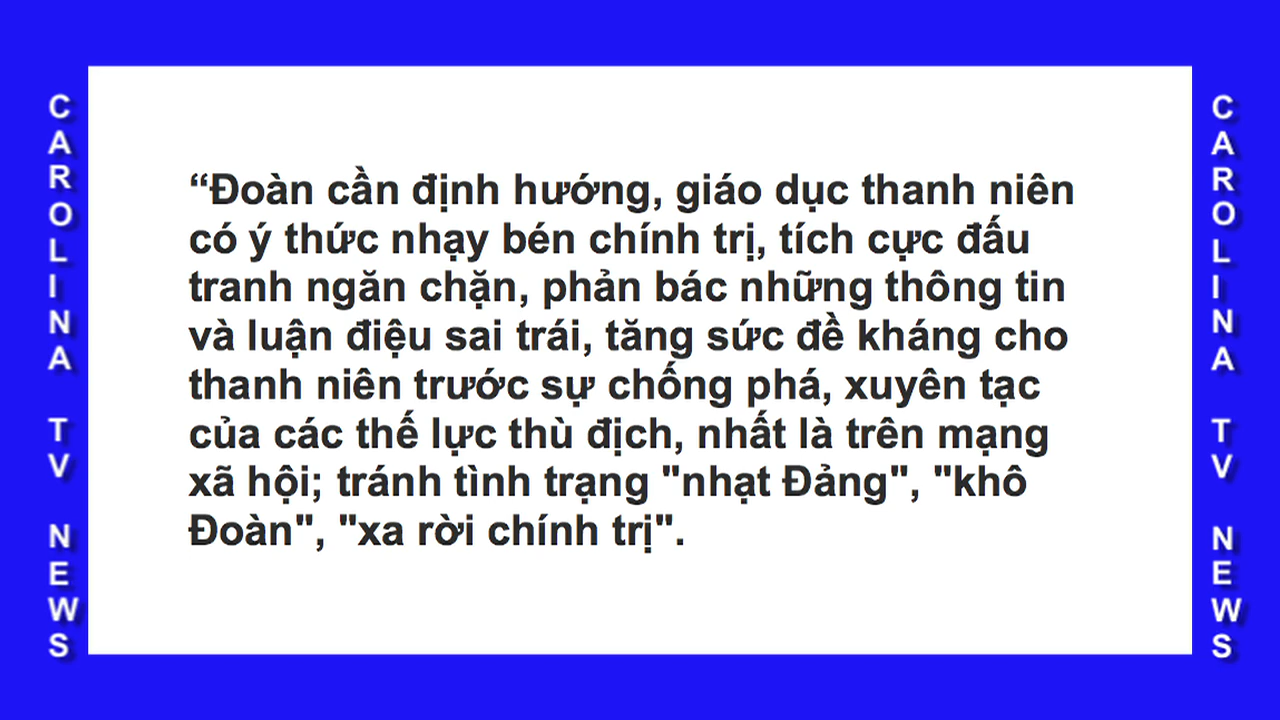 CAROLINA TV NEWS
“Đoàn cần định hướng, giáo dục thanh niên
có ý thức nhạy bén chính trị, tích cực đấu
tranh ngăn chặn, phản bác những thông tin
và luận điệu sai trái, tăng sức đề kháng cho
thanh niên trước sự chống phá, xuyên tạc
của các thế lực thù địch, nhất là trên mạng
xã hội; tránh tình trạng "nhạt Đảng", "khô
Đoàn", "xa rời chính trị".
CAROLINA TV NEWS